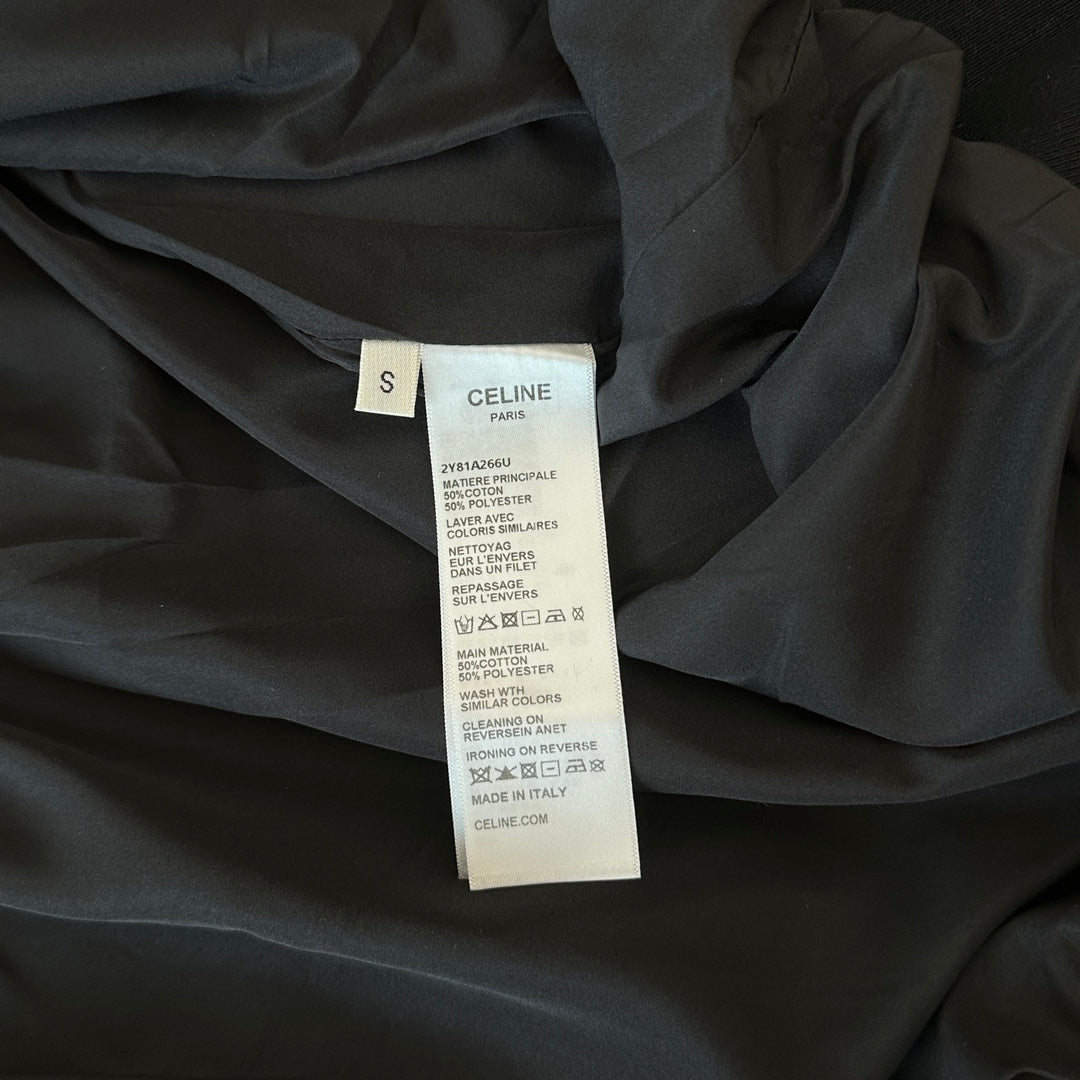 S
CELINE
PARIS
2Y81A266U
MATIERE PRINCIPALE
50%COTON
50% POLYESTER
LAVER AVEC
COLORIS SIMILAIRES
NETTOYAG
EUR L'ENVERS
DANS UN FILET
REPASSAGE
SUR L'ENVERS
MAIN MATERIAL
50%COTTON
50% POLYESTER
WASH WTH
SIMILAR COLORS
CLEANING ON
REVERSEIN ANET
IRONING ON REVERSE
MADE IN ITALY
CELINE.COM